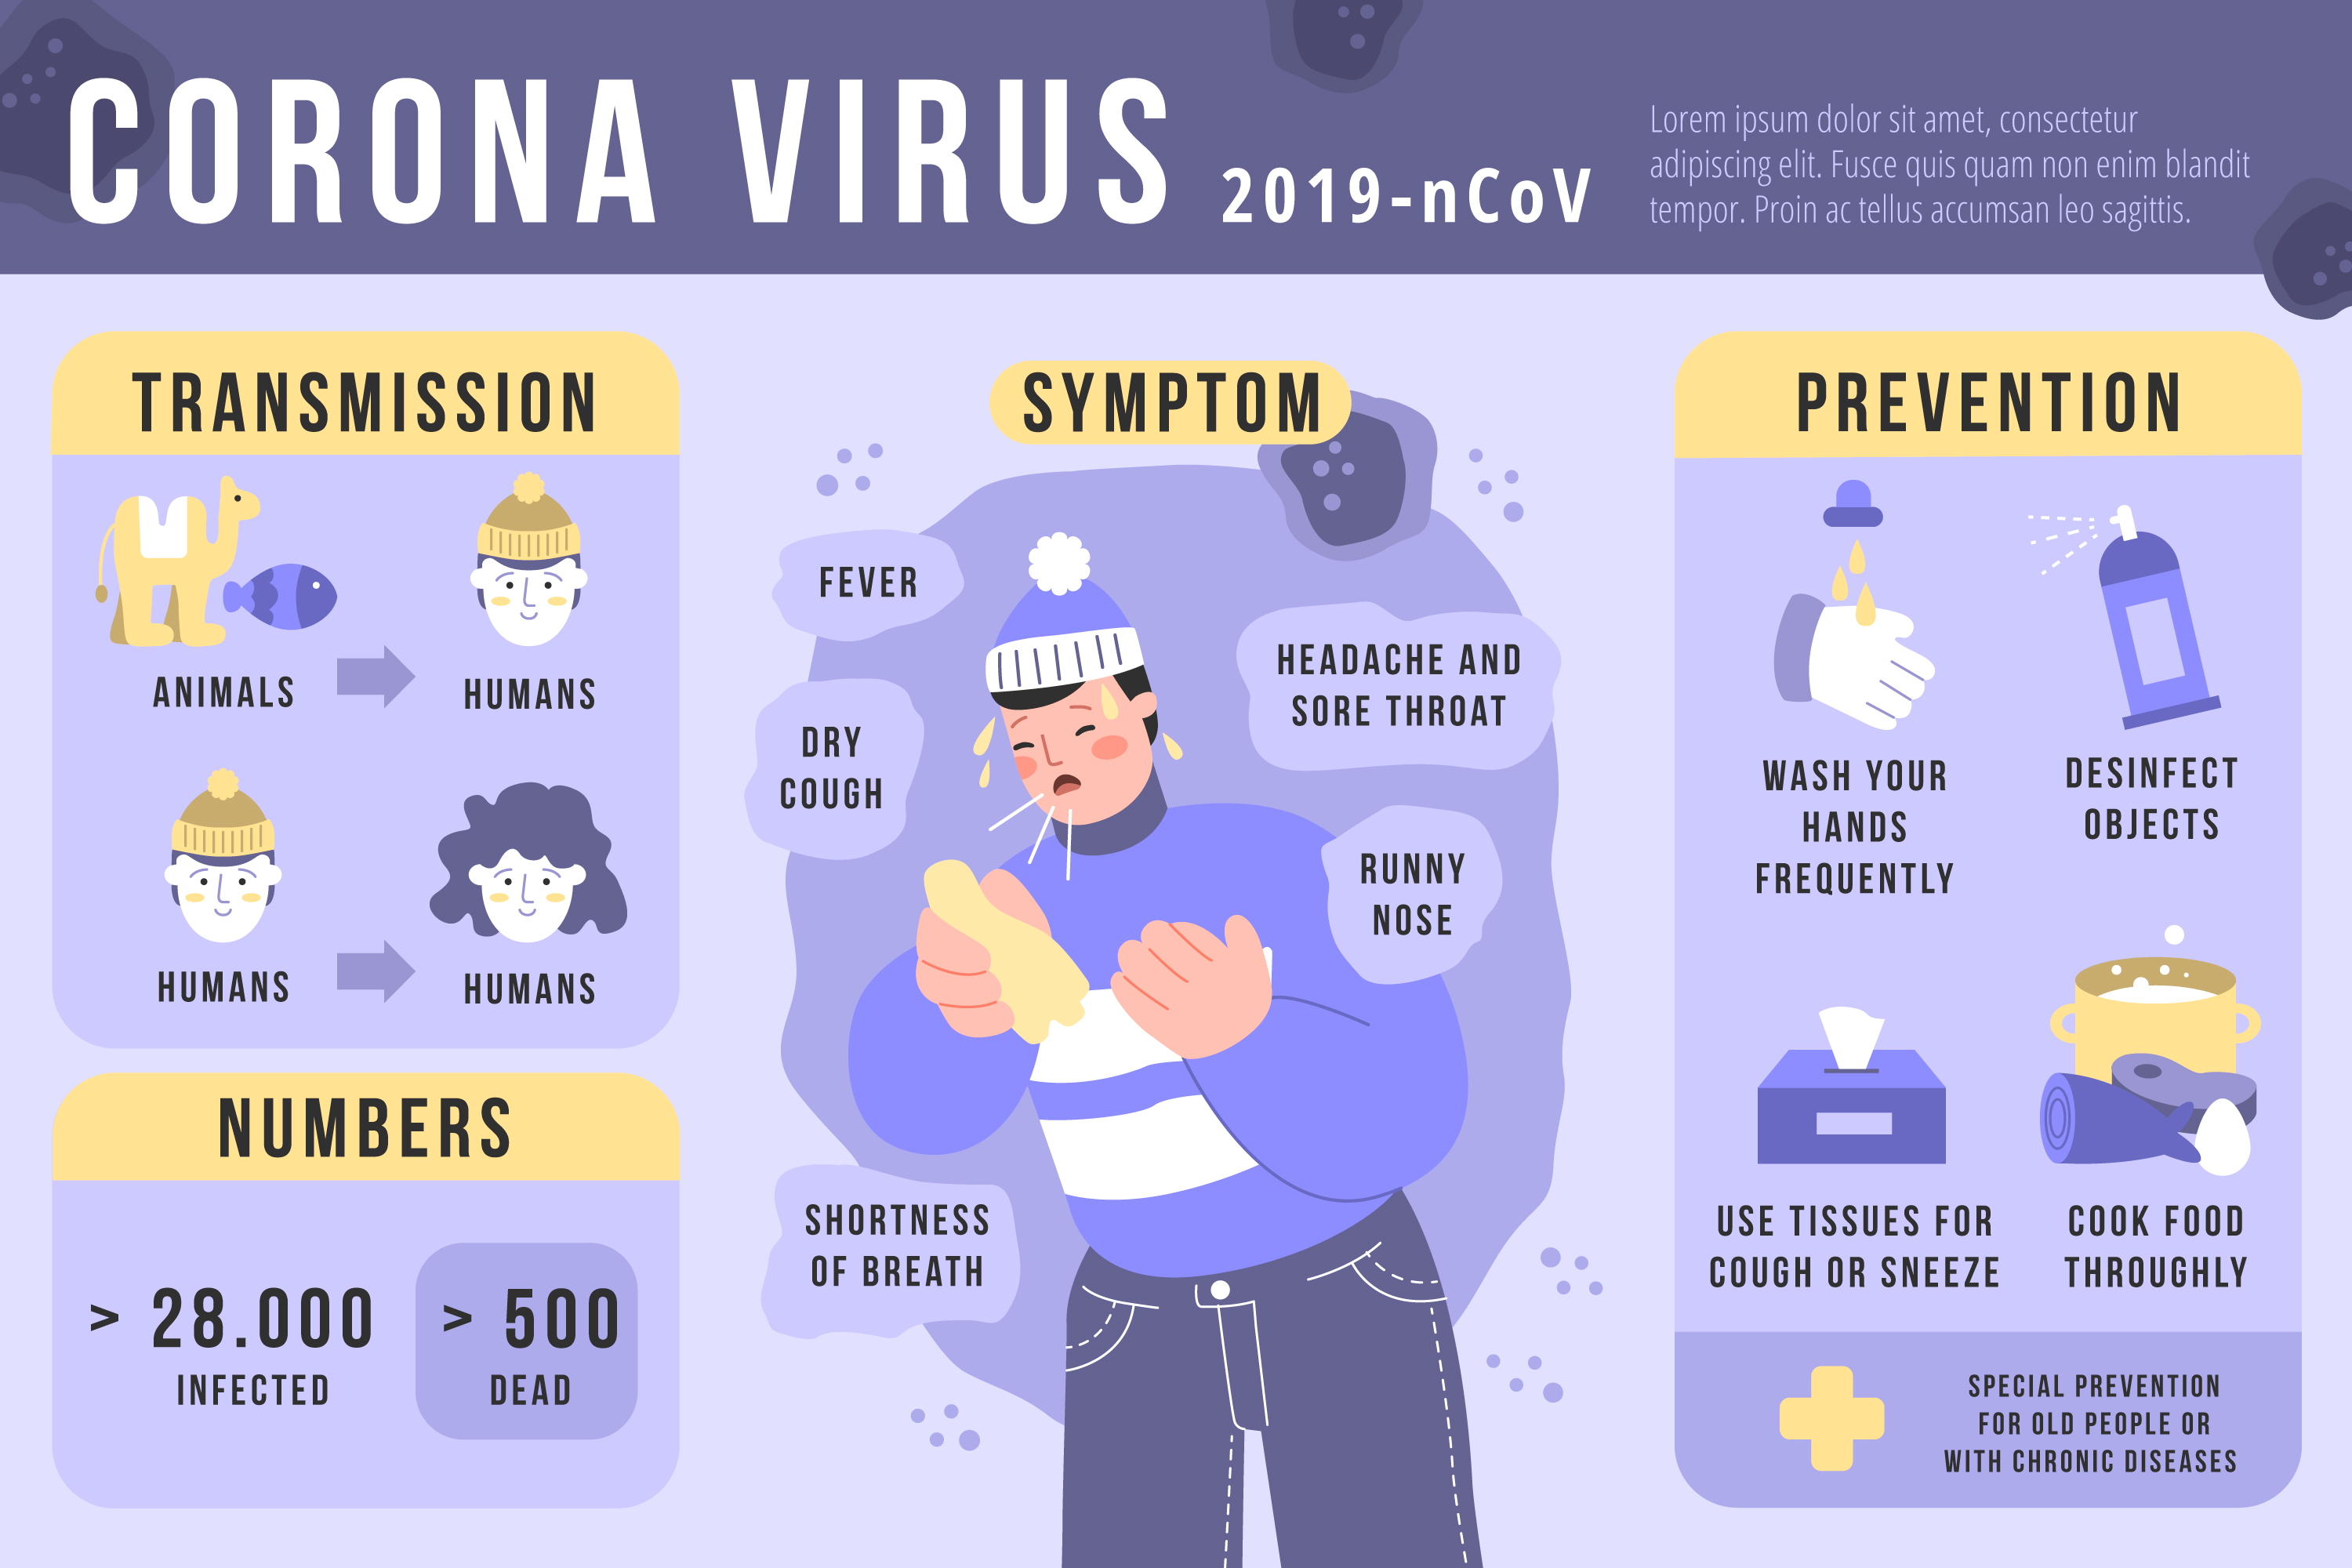 CORONA VIRUS 2019-nCoV
Lorem ipsum dolor sit amet, consectetur
adipiscing elit. Fusce quis quam non enim blandit
tempor. Proin ac tellus accumsan leo sagittis.
TRANSMISSION
ANIMALS
HUMANS
HUMANS
HUMANS
NUMBERS
> 28.000
INFECTED
> 500
DEAD
SYMPTOM
FEVER
HEADACHE AND
SORE THROAT
DRY
COUGH
RUNNY
NOSE
SHORTNESS
OF BREATH
PREVENTION
WASH YOUR
HANDS
FREQUENTLY
DESINFECT
OBJECTS
USE TISSUES FOR
COUGH OR SNEEZE
COOK FOOD
THROUGHLY
SPECIAL PREVENTION
FOR OLD PEOPLE OR
WITH CHRONIC DISEASES